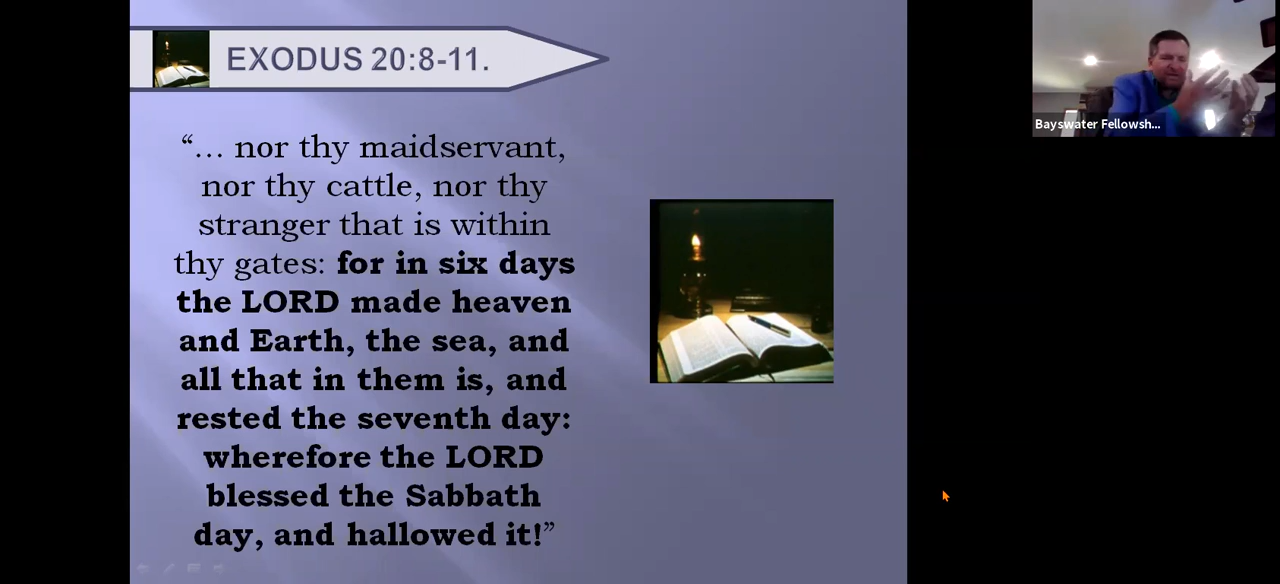 EXODUS 20:8-11.
“... nor thy maidservant,
nor thy cattle, nor thy
stranger that is within
thy gates: for in six days
the LORD made heaven
and Earth, the sea, and
all that in them is, and
rested the seventh day:
wherefore the LORD
blessed the Sabbath
day, and hallowed it!”
Bayswater Fellowsh...